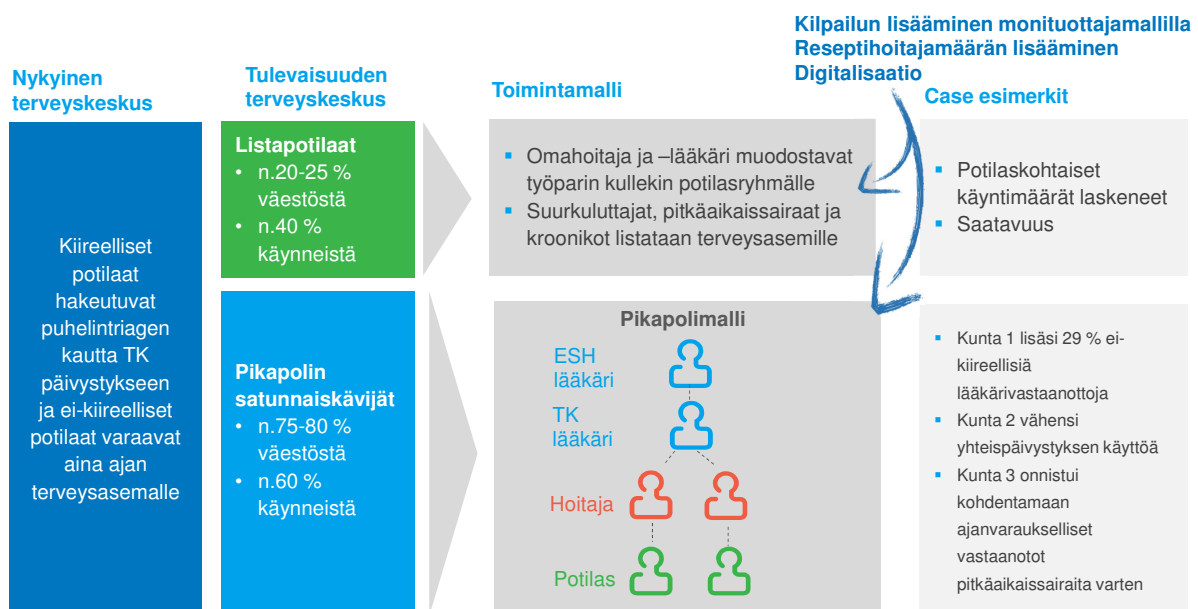 Kilpailun lisääminen monituottajamallilla
Reseptihoitajamäärän lisääminen
Digitalisaatio
Nykyinen
terveyskeskus
Tulevaisuuden
terveyskeskus
Toimintamalli
Case esimerkit
Kiireelliset
potilaat
hakeutuvat
puhelintriagen
kautta TK
päivystykseen
ja ei-kiireelliset
potilaat varaavat
aina ajan
terveysasemalle
Listapotilaat
• n.20-25 %
väestöstä
• n.40 %
käynneistä
▪ Omahoitaja ja –lääkäri muodostavat
työparin kullekin potilasryhmälle
▪ Suurkuluttajat, pitkäaikaissairaat ja
kroonikot listataan terveysasemille
▪ Potilaskohtaiset
käyntimäärät laskeneet
▪ Saatavuus
Pikapolin
satunnaiskävijät
• n.75-80 %
väestöstä
• n.60 %
käynneistä
Pikapolimalli
ESH
lääkäri
TK
lääkäri
Hoitaja
Potilas
▪ Kunta 1 lisäsi 29 % ei-
kiireellisiä
lääkärivastaanottoja
▪ Kunta 2 vähensi
yhteispäivystyksen käyttöä
▪ Kunta 3 onnistui
kohdentamaan
ajanvaraukselliset
vastaanotot
pitkäaikaissairaita varten